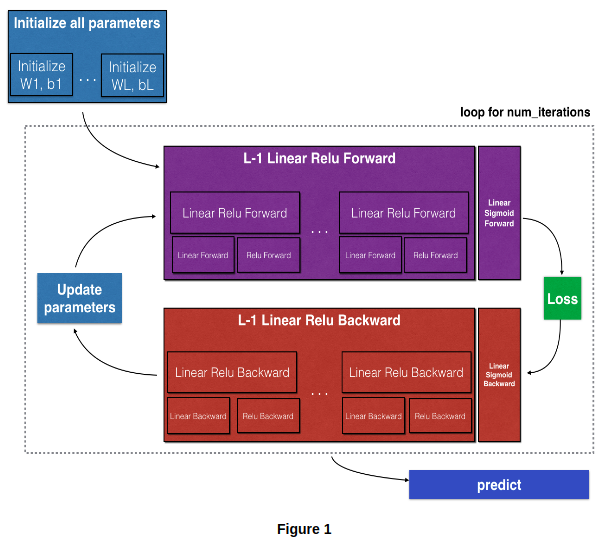 Initialize all parameters
Initialize
W1, b1
. . .
Initialize
WL, bL
loop for num_iterations
L-1 Linear Relu Forward
Linear Relu Forward
. . .
Linear Relu Forward
Linear Forward
Relu Forward
Linear Forward
Relu Forward
Linear
Sigmoid
Forward
Update
parameters
Loss
L-1 Linear Relu Backward
Linear Relu Backward
. . .
Linear Relu Backward
Linear Backward
Relu Backward
Linear Backward
Relu Backward
Linear
Sigmoid
Backward
predict
Figure 1